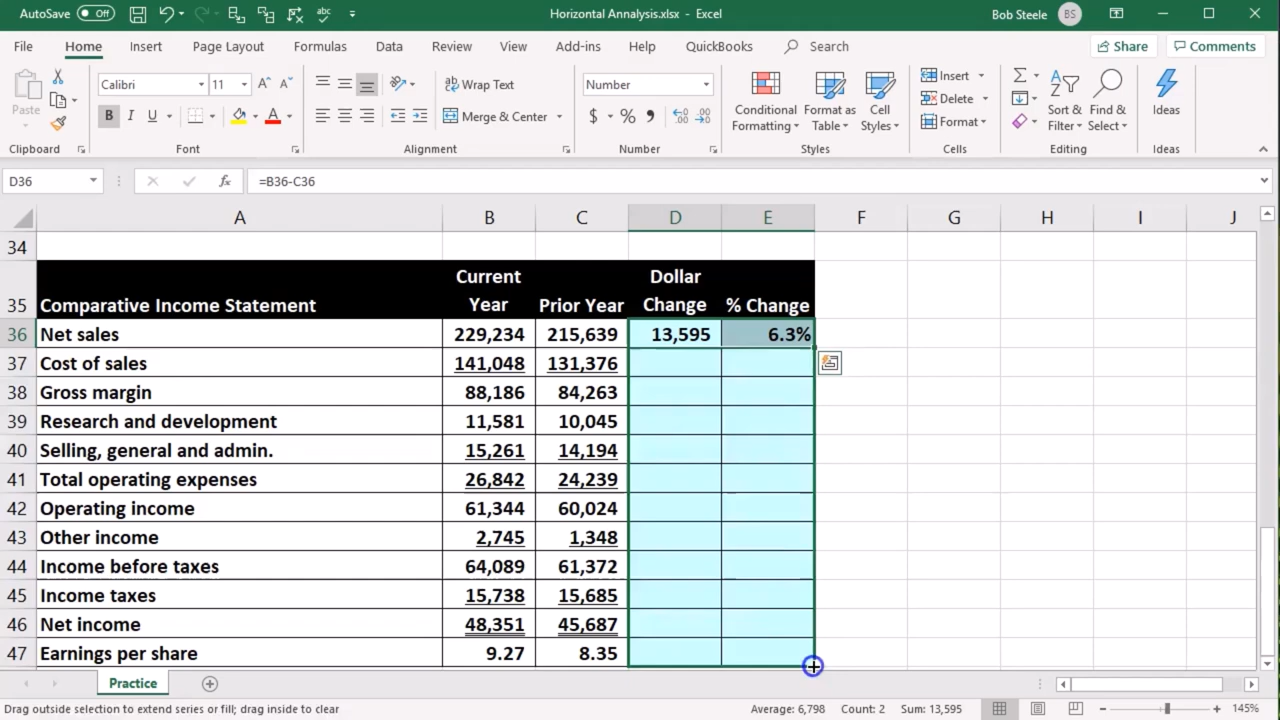 AutoSave Off Horizontal Annalysis.xlsx - Excel Bob Steele BS
File Home Insert Page Layout Formulas Data Review View Add-ins Help QuickBooks Search Share Comments
Paste Calibri 11 Wrap Text Number Conditional Formatting Format as Table Cell Styles Insert Sort & Filter Find & Select Ideas
Delete
B I U A Merge & Center $ % Format
Clipboard Font Alignment Number Styles Cells Editing Ideas
D36 fx =B36-C36
A B C D E F G H I J
34
35 Comparative Income Statement Current Year Prior Year Dollar Change % Change
36 Net sales 229,234 215,639 13,595 6.3%
37 Cost of sales 141,048 131,376
38 Gross margin 88,186 84,263
39 Research and development 11,581 10,045
40 Selling, general and admin. 15,261 14,194
41 Total operating expenses 26,842 24,239
42 Operating income 61,344 60,024
43 Other income 2,745 1,348
44 Income before taxes 64,089 61,372
45 Income taxes 15,738 15,685
46 Net income 48,351 45,687
47 Earnings per share 9.27 8.35
Practice
Drag outside selection to extend series or fill; drag inside to clear Average: 6,798 Count: 2 Sum: 13,595 145%